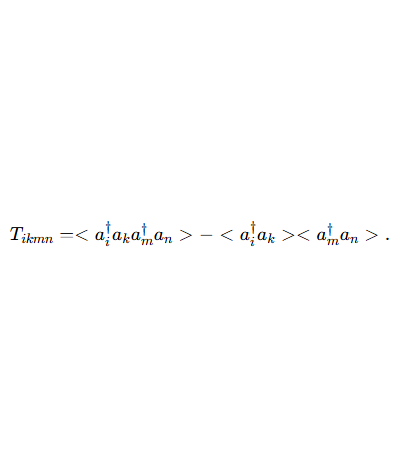 T_{ikmn} =< a_i^† a_k a_m^† a_n > − < a_i^† a_k >< a_m^† a_n > .